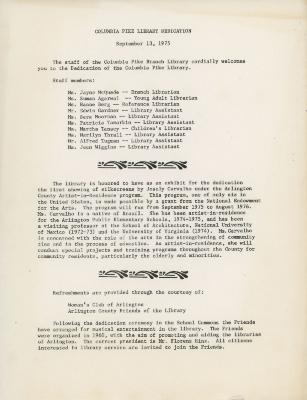 COLUMBIA PIKE LIBRARY DEDICATION
September 13, 1975
The staff of the Columbia Pike Branch Library cordially welcomes
you to the Dedication of the Columbia Pike Library.
Staff members:
Ms. Jayne McQuade -- Branch Librarian
Ms. Suman Agarwal -- Young Adult Librarian
Ms. Berg -- Reference Librarian
Ms. Edwin Gardner -- Library Assistant
Ms. Dora Moorman -- Library Assistant
Ms. Patricia Tamarkin -- Library Assistant
Ms. Martha Tansey -- Children's Librarian
Ms. Marilyn Thrall -- Library Assistant
Mr. Alfred Tugman -- Library Assistant
Ms. Jean Wiggins -- Library Assistant
The library is honored to have as an exhibit for the dedication
the first showing of silkscreens by Josely Carvalho under the Arlington
County Artist-in-Residence program. This program, one of only six in
the United States, is made possible by a grant from the National Endowment
for the Arts. The program will run from September 1975 to August 1976.
Ms. Carvalho is a native of Brazil. She has been artist-in-residence
for the Arlington Public Elementary Schools, 1974-1975, and has been
a visiting professor at the School of Architecture, National University
of Mexico (1972-73) and the University of Virginia (1974). Ms. Carvalho
is concerned with the role of the arts in the strengthening of community
ties and in the process of education. As artist-in-residence, she will
conduct special projects and training programs throughout the County for
community residents, particularly the elderly and minorities.
Refreshments are provided through the courtesy of:
Woman's Club of Arlington
Arlington County Friends of the Library
Following the dedication ceremony in the School Commons the Friends
have arranged for musical entertainment in the library. The Friends
were organized in 1960, with the aim of promoting and aiding the libraries
of Arlington. The current president is Mr. Florens Hinz. All citizens
interested in library service are invited to join the Friends.